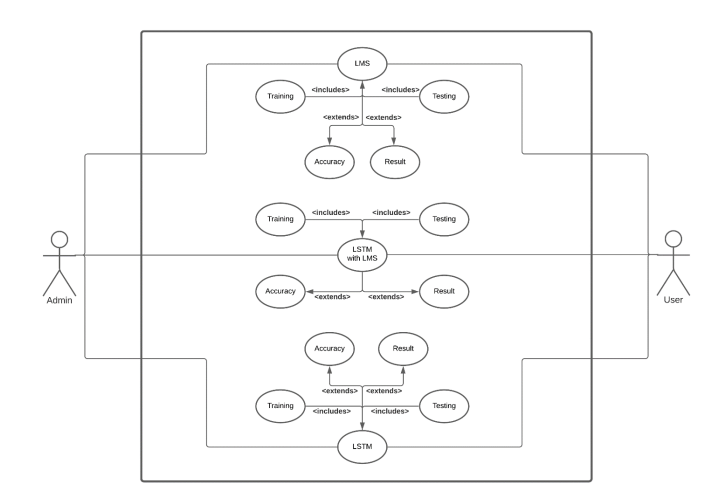 LMS
Training
<includes>
<includes>
Testing
<extends>
<extends>
Accuracy
Result
Training
<includes>
<includes>
Testing
LSTM
with LMS
Admin
User
Accuracy
<extends>
<extends>
Result
Accuracy
Result
<extends>
<extends>
Training
<includes>
<includes>
Testing
LSTM